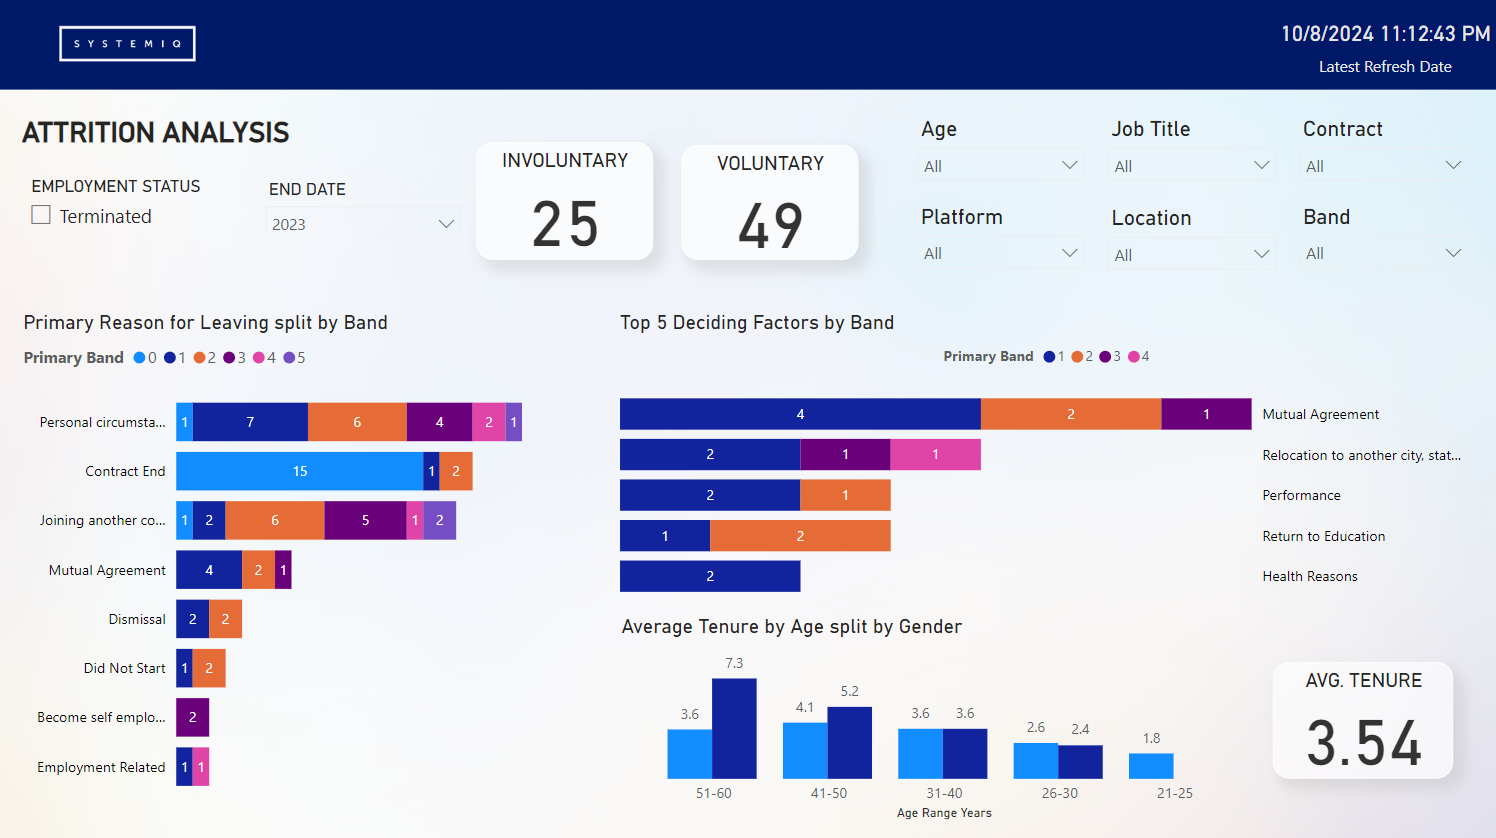 SYSTEMIQ
10/8/2024 11:12:43 PM
Latest Refresh Date
ATTRITION ANALYSIS
EMPLOYMENT STATUS
Terminated
END DATE
2023
INVOLUNTARY
25
VOLUNTARY
49
Age
All
Job Title
All
Contract
All
Platform
All
Location
All
Band
All
Primary Reason for Leaving split by Band
Primary Band 0 1 2 3 4 5
Personal circumsta... 1 7 6 4 2 1
Contract End 15 1 2
Joining another co... 1 2 6 5 1 2
Mutual Agreement 4 2 1
Dismissal 2 2
Did Not Start 1 2
Become self emplo... 2
Employment Related 1 1
Top 5 Deciding Factors by Band
Primary Band 1 2 3 4
4 2 1 Mutual Agreement
2 1 1 Relocation to another city, stat...
2 1 Performance
1 2 Return to Education
2 Health Reasons
Average Tenure by Age split by Gender
3.6 7.3 4.1 5.2 3.6 3.6 2.6 2.4 1.8
51-60 41-50 31-40 26-30 21-25
Age Range Years
AVG. TENURE
3.54